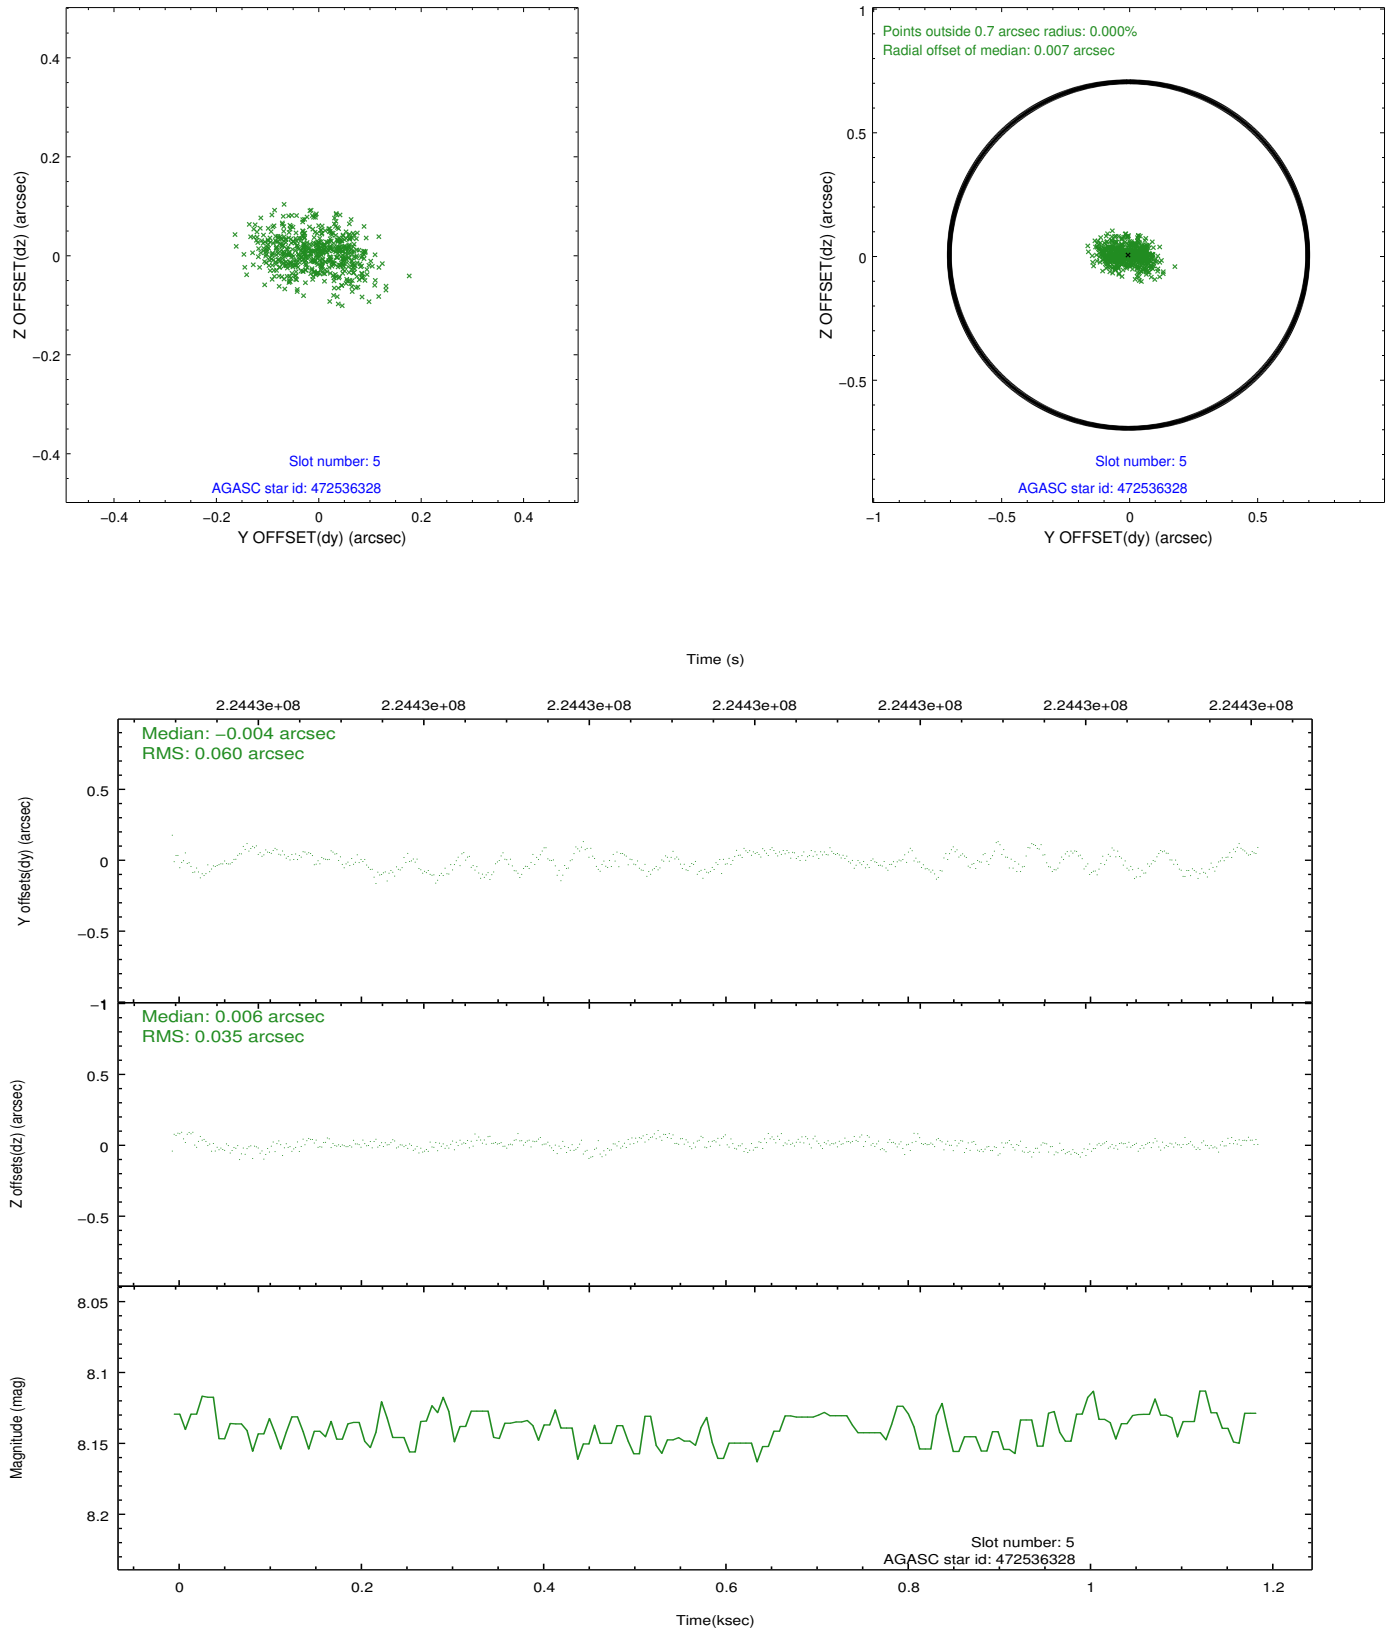 0.4
0.2
0
−0.2
−0.4
Z OFFSET(dz) (arcsec)
Slot number: 5
AGASC star id: 472536328
−0.4 −0.2 0 0.2 0.4
Y OFFSET(dy) (arcsec)
Points outside 0.7 arcsec radius: 0.000%
Radial offset of median: 0.007 arcsec
1
0.5
0
−0.5
Z OFFSET(dz) (arcsec)
Slot number: 5
AGASC star id: 472536328
−1 −0.5 0 0.5
Y OFFSET(dy) (arcsec)
Time (s)
2.2443e+08 2.2443e+08 2.2443e+08 2.2443e+08 2.2443e+08 2.2443e+08 2.2443e+08
Median: −0.004 arcsec
RMS: 0.060 arcsec
0.5
0
−0.5
−1
Y offsets(dy) (arcsec)
Median: 0.006 arcsec
RMS: 0.035 arcsec
0.5
0
−0.5
Z offsets(dz) (arcsec)
8.05
8.1
8.15
8.2
Magnitude (mag)
Slot number: 5
AGASC star id: 472536328
0 0.2 0.4 0.6 0.8 1 1.2
Time(ksec)